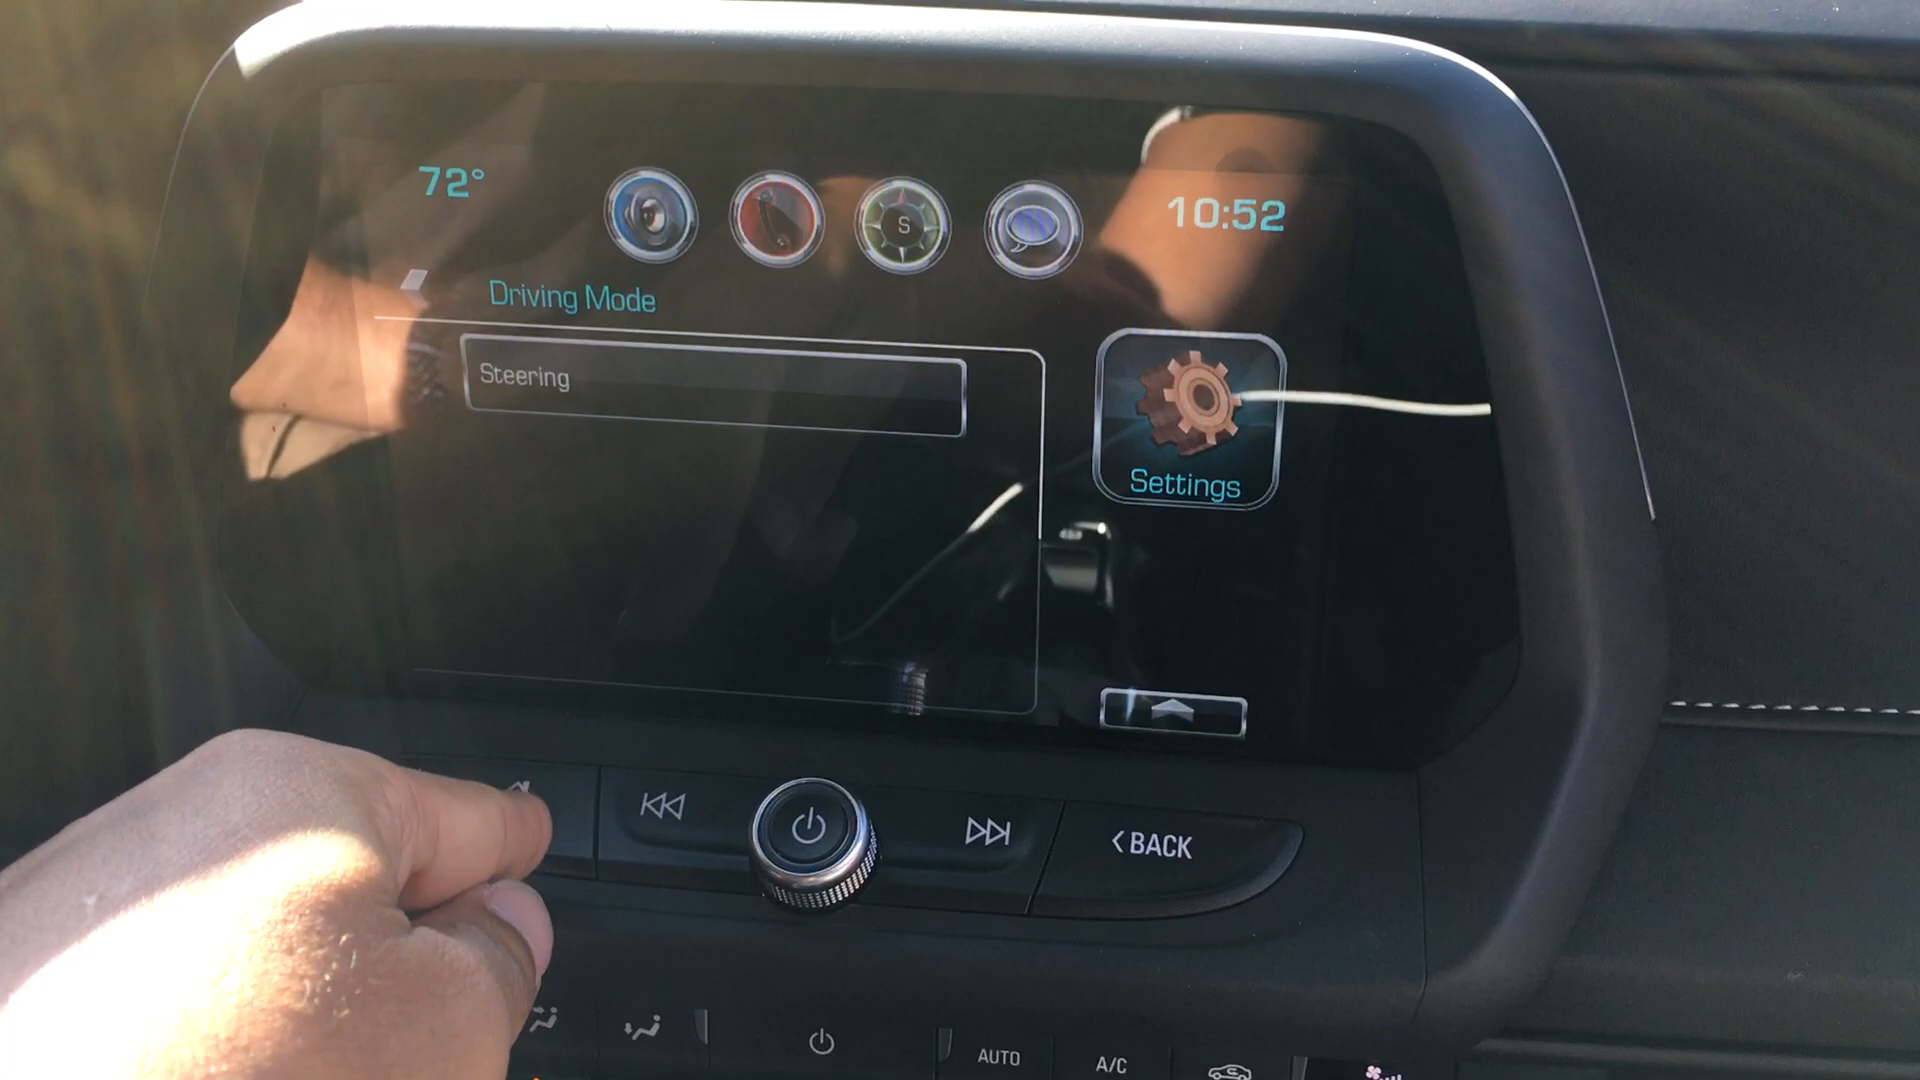 72°
S
10:52
Driving Mode
Steering
Settings
<BACK
AUTO
A/C